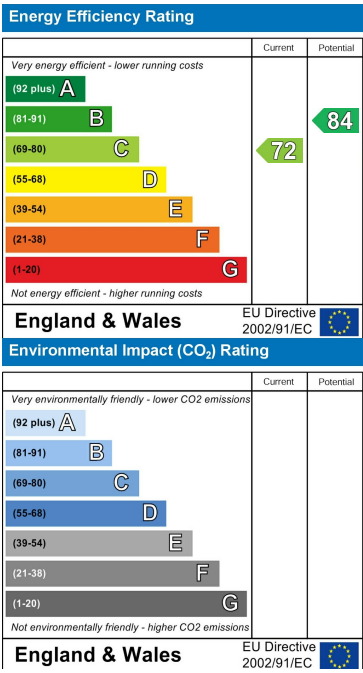 Energy Efficiency Rating
Current Potential
Very energy efficient - lower running costs
(92 plus) A
(81-91) B
84
(69-80) C
72
(55-68) D
(39-54) E
(21-38) F
(1-20) G
Not energy efficient - higher running costs
England & Wales
EU Directive
2002/91/EC
Environmental Impact (CO₂) Rating
Current Potential
Very environmentally friendly - lower CO2 emissions
(92 plus) A
(81-91) B
(69-80) C
(55-68) D
(39-54) E
(21-38) F
(1-20) G
Not environmentally friendly - higher CO2 emissions
England & Wales
EU Directive
2002/91/EC